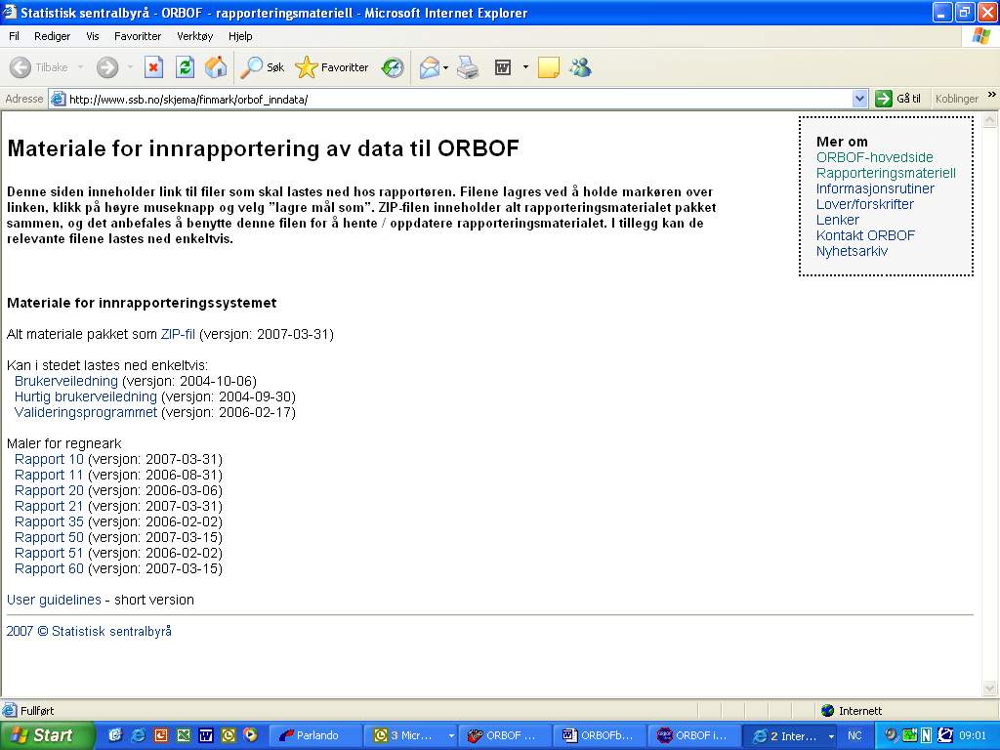 Statistisk sentralbyrå - ORBOF - rapporteringsmateriell - Microsoft Internet Explorer
Fil Rediger Vis Favoritter Verktøy Hjelp
Tilbake Søk Favoritter
Adresse http://www.ssb.no/skjema/finmark/orbof_inndata/ Gå til Koblinger »
Materiale for innrapportering av data til ORBOF
Denne siden inneholder link til filer som skal lastes ned hos rapportøren. Filene lagres ved å holde markøren over
linken, klikk på høyre museknapp og velg "lagre mål som". ZIP-filen inneholder alt rapporteringsmaterialet pakket
sammen, og det anbefales å benytte denne filen for å hente / oppdatere rapporteringsmaterialet. I tillegg kan de
relevante filene lastes ned enkeltvis.
Mer om
ORBOF-hovedside
Rapporteringsmateriell
Informasjonsrutiner
Lover/forskrifter
Lenker
Kontakt ORBOF
Nyhetsarkiv
Materiale for innrapporteringssystemet
Alt materiale pakket som ZIP-fil (versjon: 2007-03-31)
Kan i stedet lastes ned enkeltvis:
Brukerveiledning (versjon: 2004-10-06)
Hurtig brukerveiledning (versjon: 2004-09-30)
Valideringsprogrammet (versjon: 2006-02-17)
Maler for regneark
Rapport 10 (versjon: 2007-03-31)
Rapport 11 (versjon: 2006-08-31)
Rapport 20 (versjon: 2006-03-06)
Rapport 21 (versjon: 2007-03-31)
Rapport 35 (versjon: 2006-02-02)
Rapport 50 (versjon: 2007-03-15)
Rapport 51 (versjon: 2006-02-02)
Rapport 60 (versjon: 2007-03-15)
User guidelines - short version
2007 © Statistisk sentralbyrå
Fullført Internett
Start Parlando 3 Micr... ORBOF ... ORBOFb... ORBOF i... 2 Inter... NC 09:01